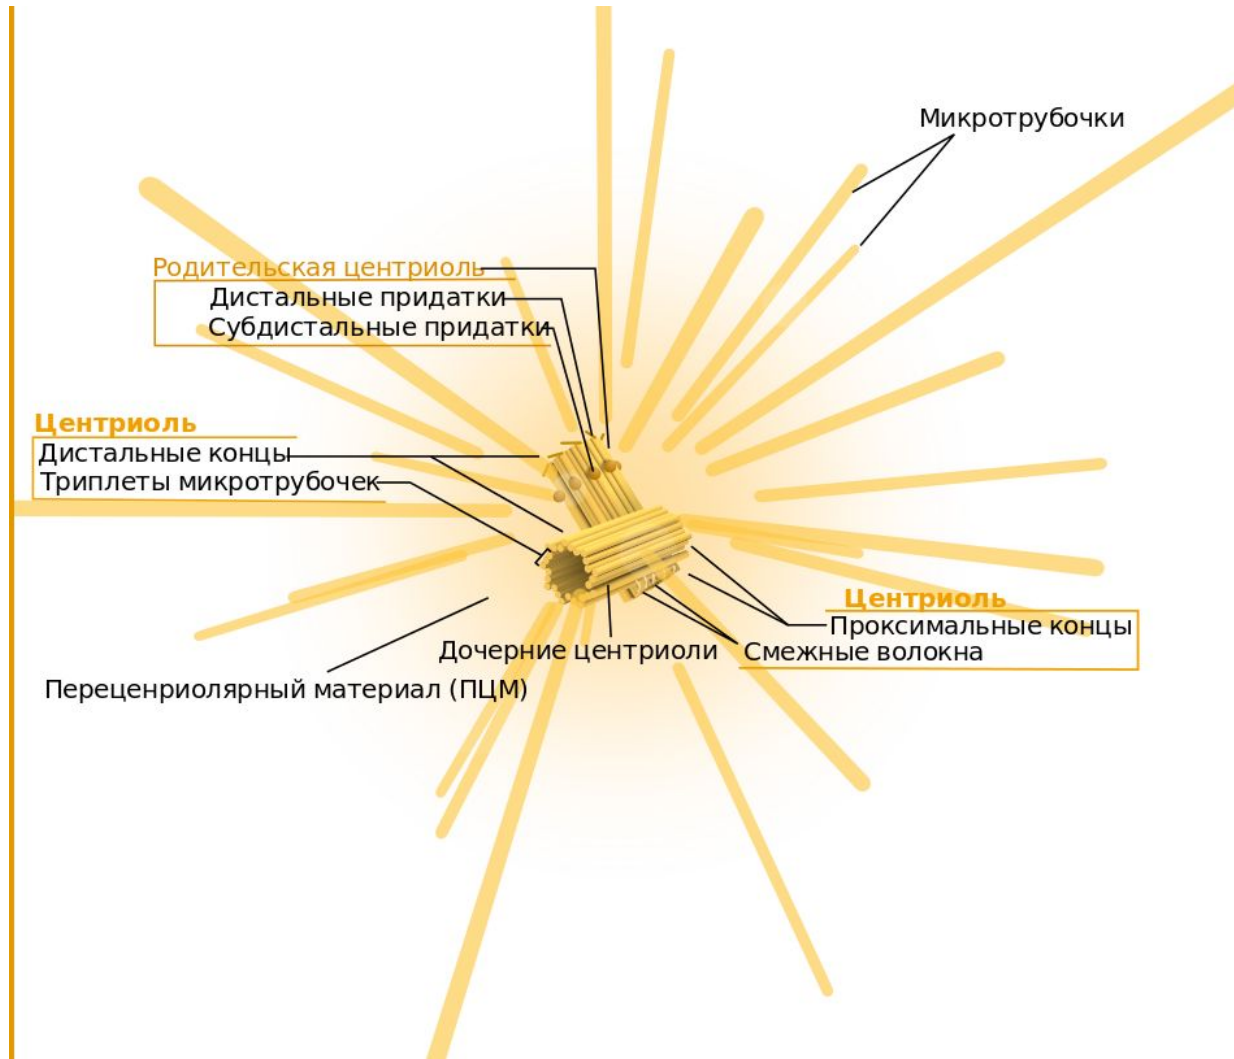 Микротрубочки
Родительская центриоль
Дистальные придатки
Субдистальные придатки
Центриоль
Дистальные концы
Триплеты микротрубочек
Центриоль
Проксимальные концы
Дочерние центриоли
Смежные волокна
Переценриолярный материал (ПЦМ)